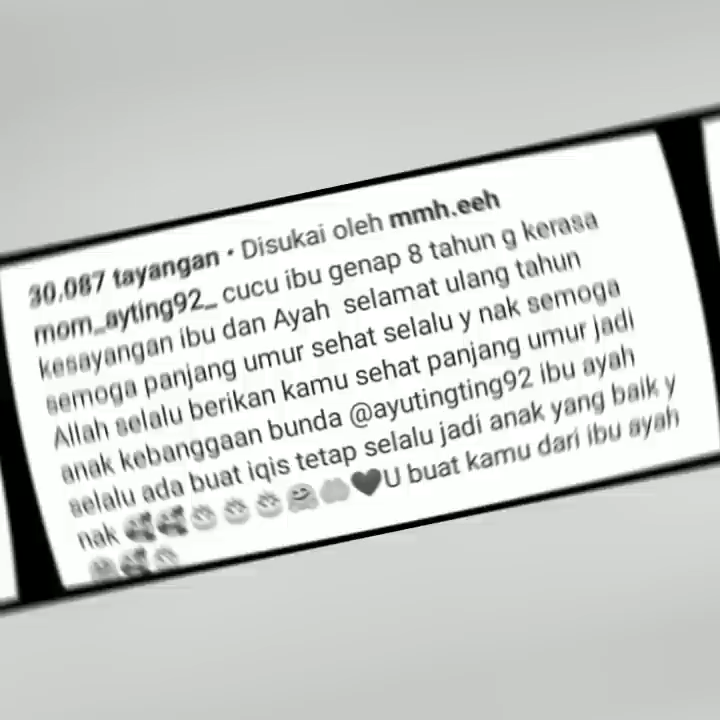 30.087 tayangan • Disukai oleh mmh.eeh
mom_ayting92_ cucu ibu genap 8 tahun g kerasa
kesayangan ibu dan Ayah selamat ulang tahun
semoga panjang umur sehat selalu y nak semoga
Allah selalu berikan kamu sehat panjang umur jadi
anak kebanggaan bunda @ayutingting92 ibu ayah
selalu ada buat iqis tetap selalu jadi anak yang baik y
nak 🥰🥰😚😚😚🤗🤲🖤U buat kamu dari ibu ayah